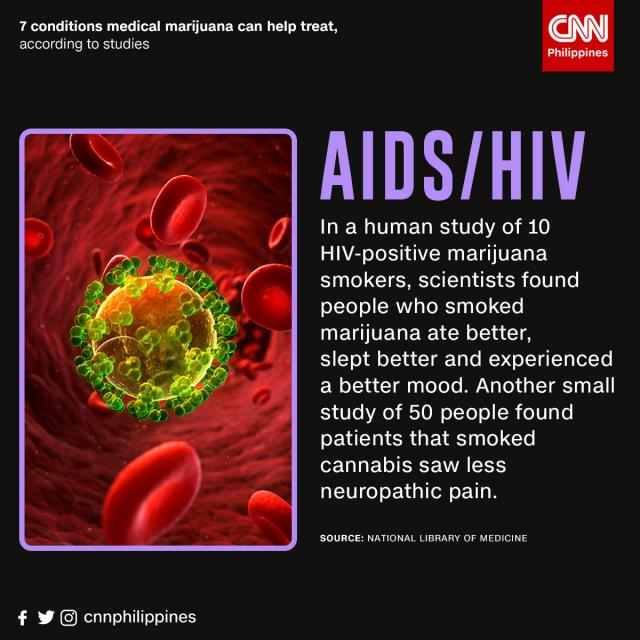 7 conditions medical marijuana can help treat,
according to studies
CNN
Philippines
AIDS/HIV
In a human study of 10
HIV-positive marijuana
smokers, scientists found
people who smoked
marijuana ate better,
slept better and experienced
a better mood. Another small
study of 50 people found
patients that smoked
cannabis saw less
neuropathic pain.
SOURCE: NATIONAL LIBRARY OF MEDICINE
cnnphilippines